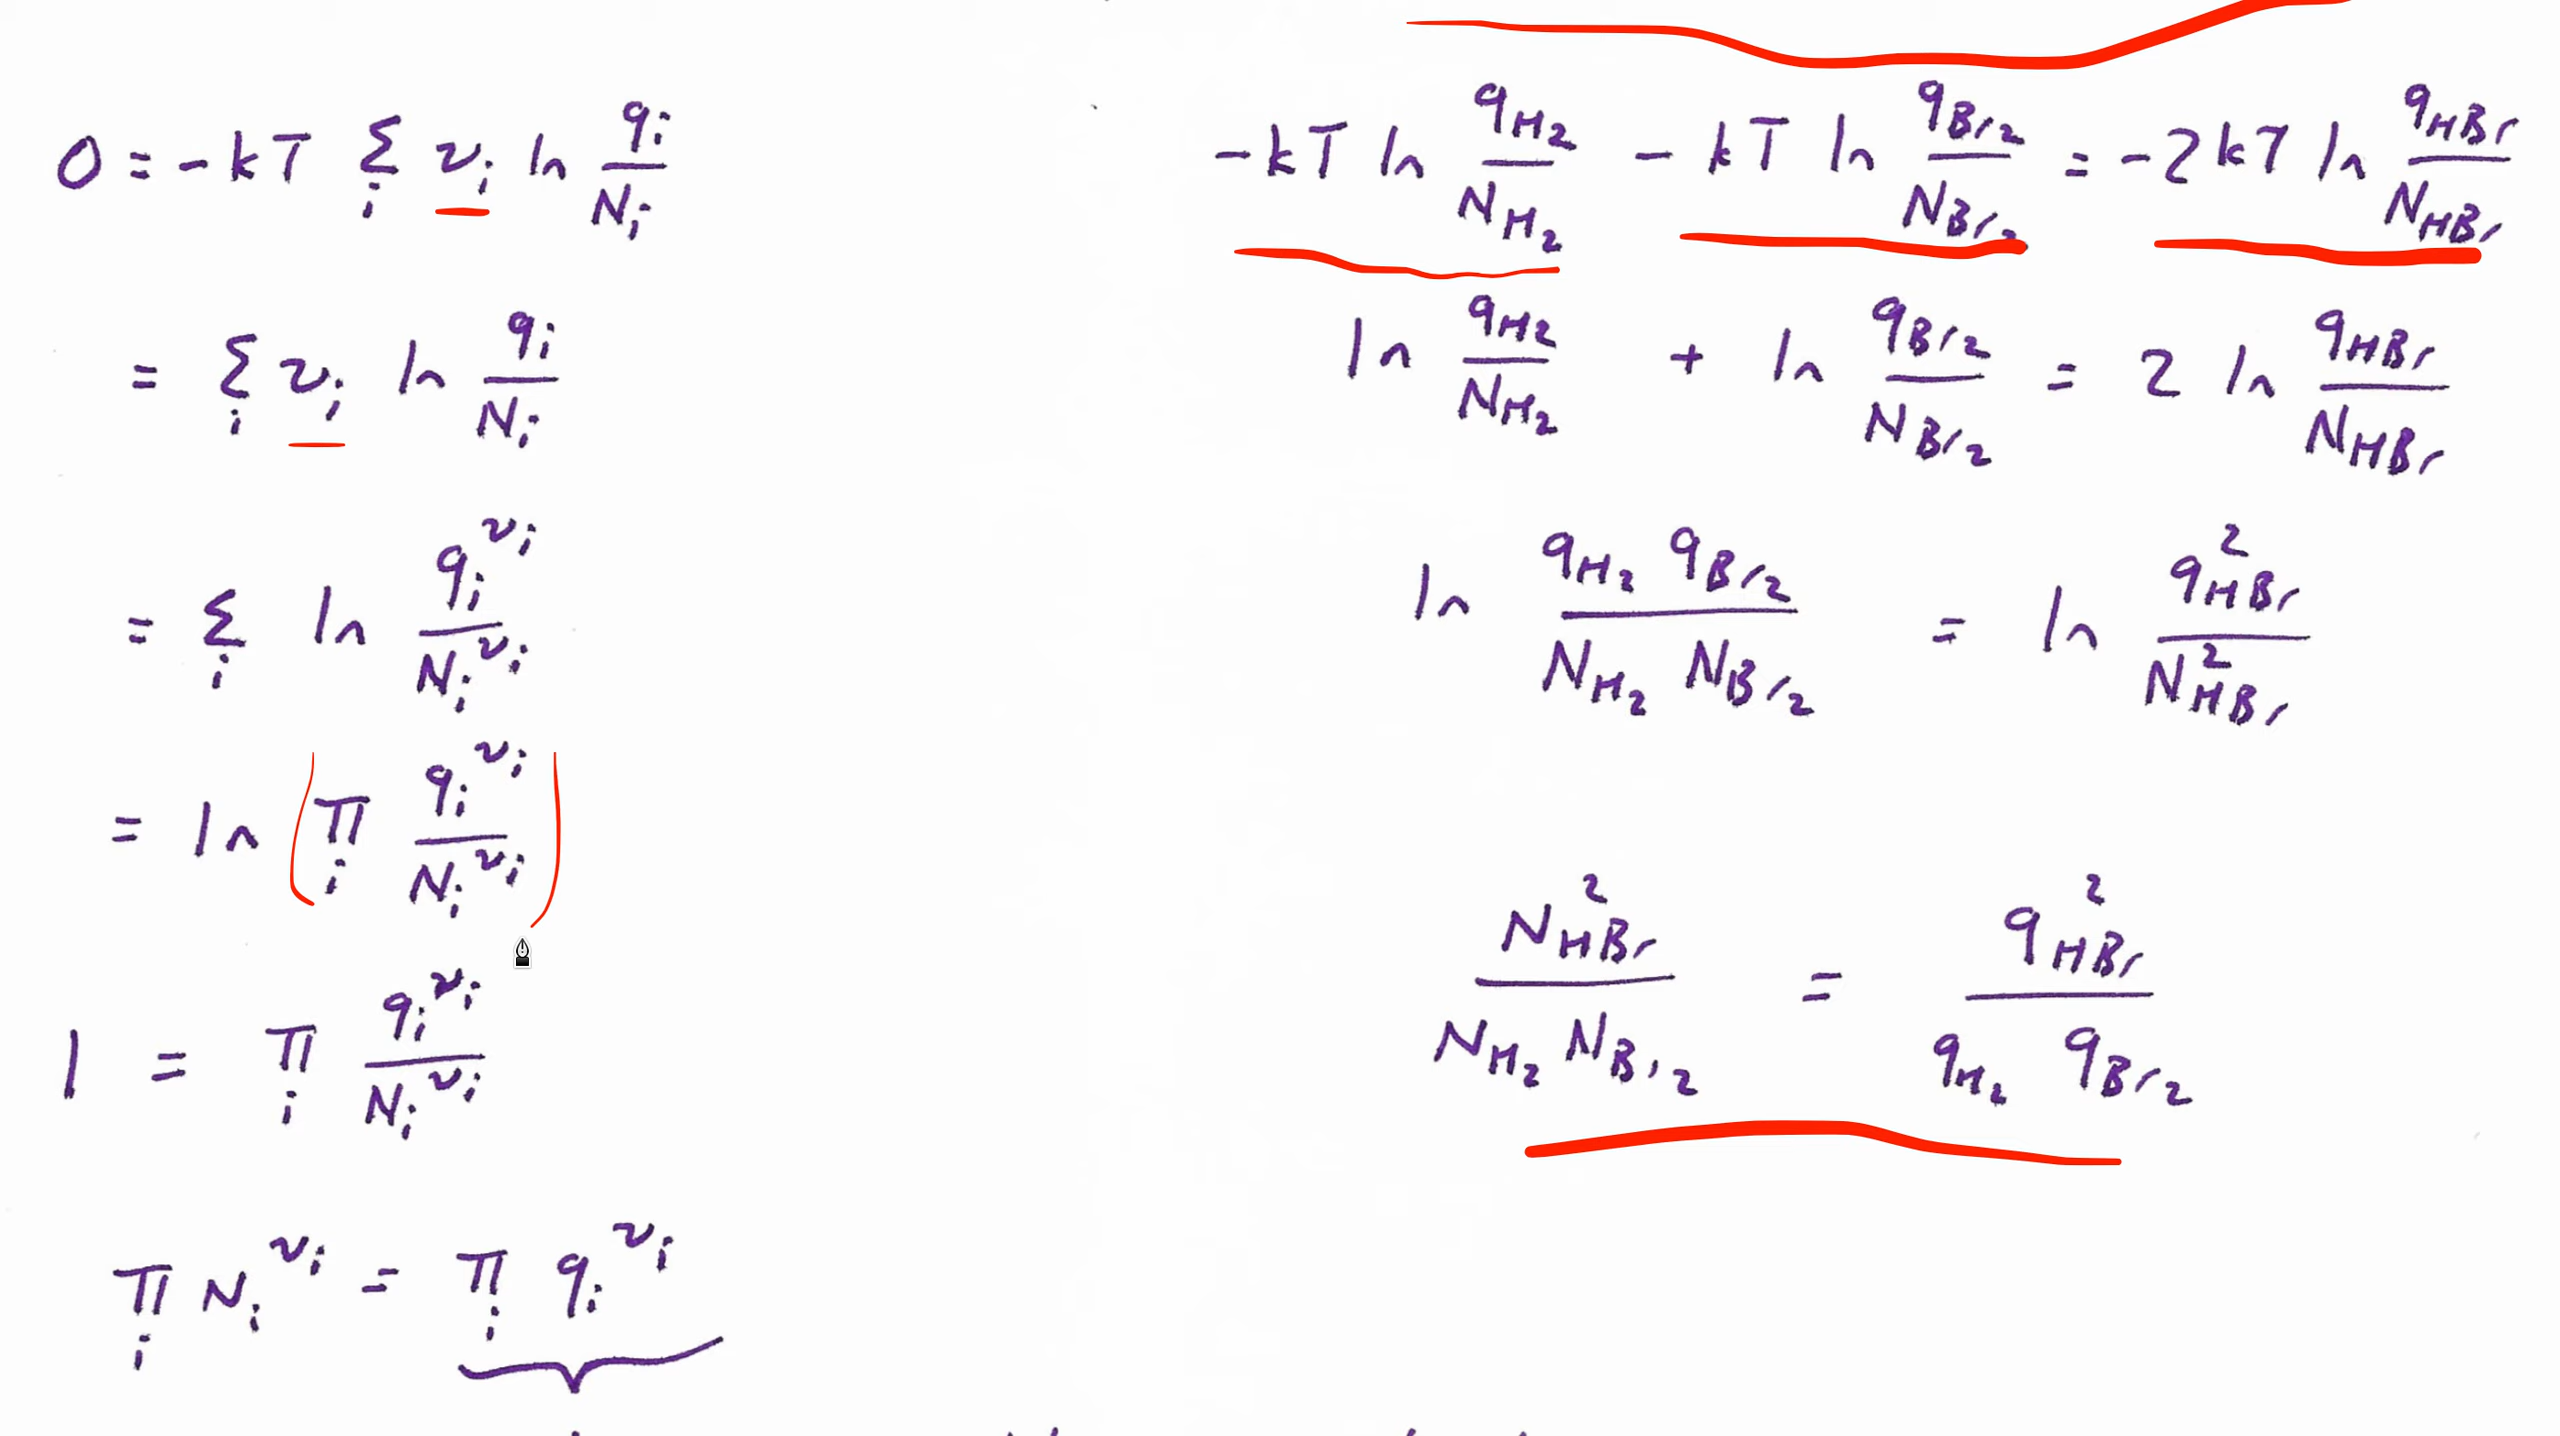 0 = -kT Σ_i ν_i ln q_i/N_i
= Σ_i ν_i ln q_i/N_i
= Σ_i ln q_i^ν_i/N_i^ν_i
= ln (Π_i q_i^ν_i/N_i^ν_i)
1 = Π_i q_i^ν_i/N_i^ν_i
Π_i N_i^ν_i = Π_i q_i^ν_i
-kT ln q_H2/N_H2 - kT ln q_Br2/N_Br2 = -2kT ln q_HBr/N_HBr
ln q_H2/N_H2 + ln q_Br2/N_Br2 = 2 ln q_HBr/N_HBr
ln q_H2 q_Br2/N_H2 N_Br2 = ln q_HBr^2/N_HBr^2
N_HBr^2/N_H2 N_Br2 = q_HBr^2/q_H2 q_Br2